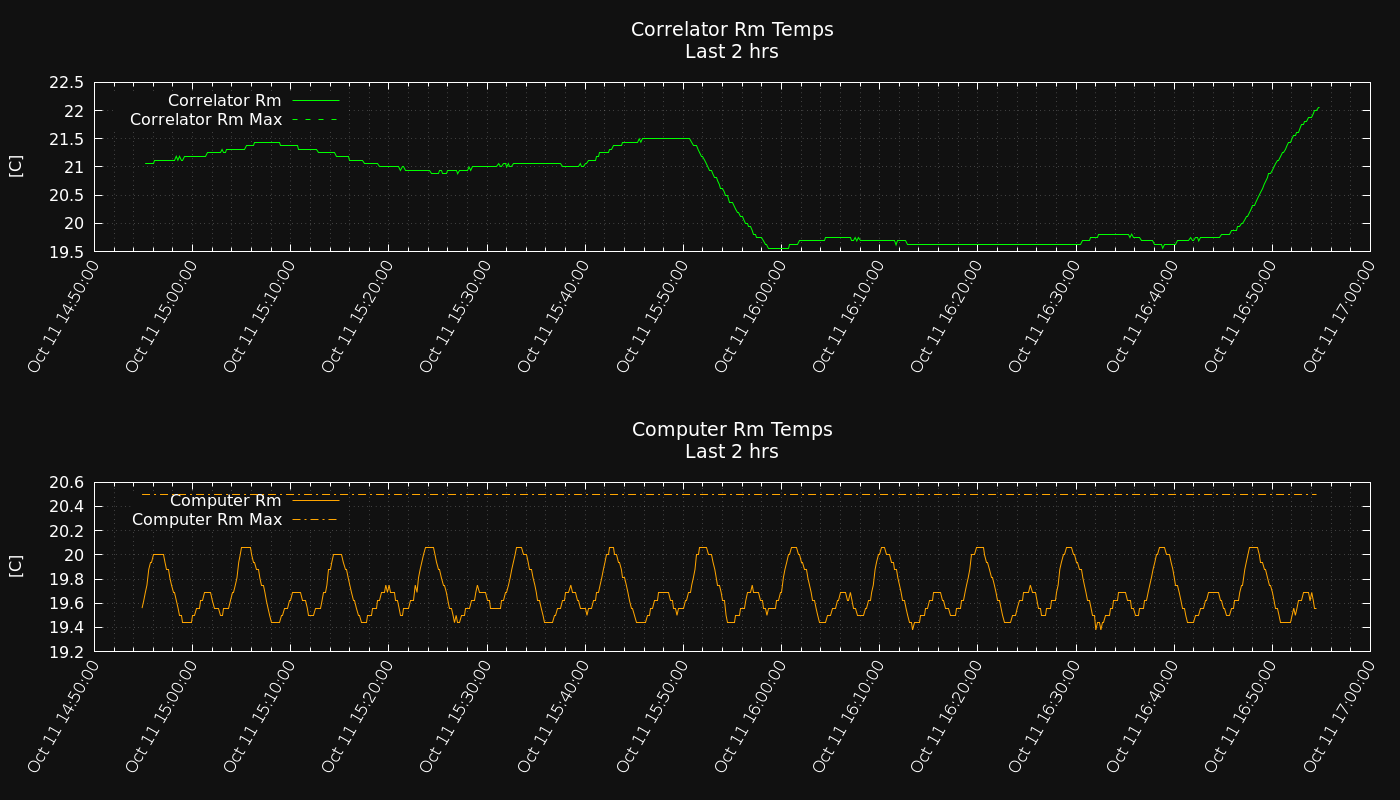 Correlator Rm Temps
Last 2 hrs
22.5
22
21.5
21
20.5
20
19.5
[C]
Correlator Rm
Correlator Rm Max
Oct 11 14:50:00
Oct 11 15:00:00
Oct 11 15:10:00
Oct 11 15:20:00
Oct 11 15:30:00
Oct 11 15:40:00
Oct 11 15:50:00
Oct 11 16:00:00
Oct 11 16:10:00
Oct 11 16:20:00
Oct 11 16:30:00
Oct 11 16:40:00
Oct 11 16:50:00
Oct 11 17:00:00
Computer Rm Temps
Last 2 hrs
20.6
20.4
20.2
20
19.8
19.6
19.4
19.2
[C]
Computer Rm
Computer Rm Max
Oct 11 14:50:00
Oct 11 15:00:00
Oct 11 15:10:00
Oct 11 15:20:00
Oct 11 15:30:00
Oct 11 15:40:00
Oct 11 15:50:00
Oct 11 16:00:00
Oct 11 16:10:00
Oct 11 16:20:00
Oct 11 16:30:00
Oct 11 16:40:00
Oct 11 16:50:00
Oct 11 17:00:00